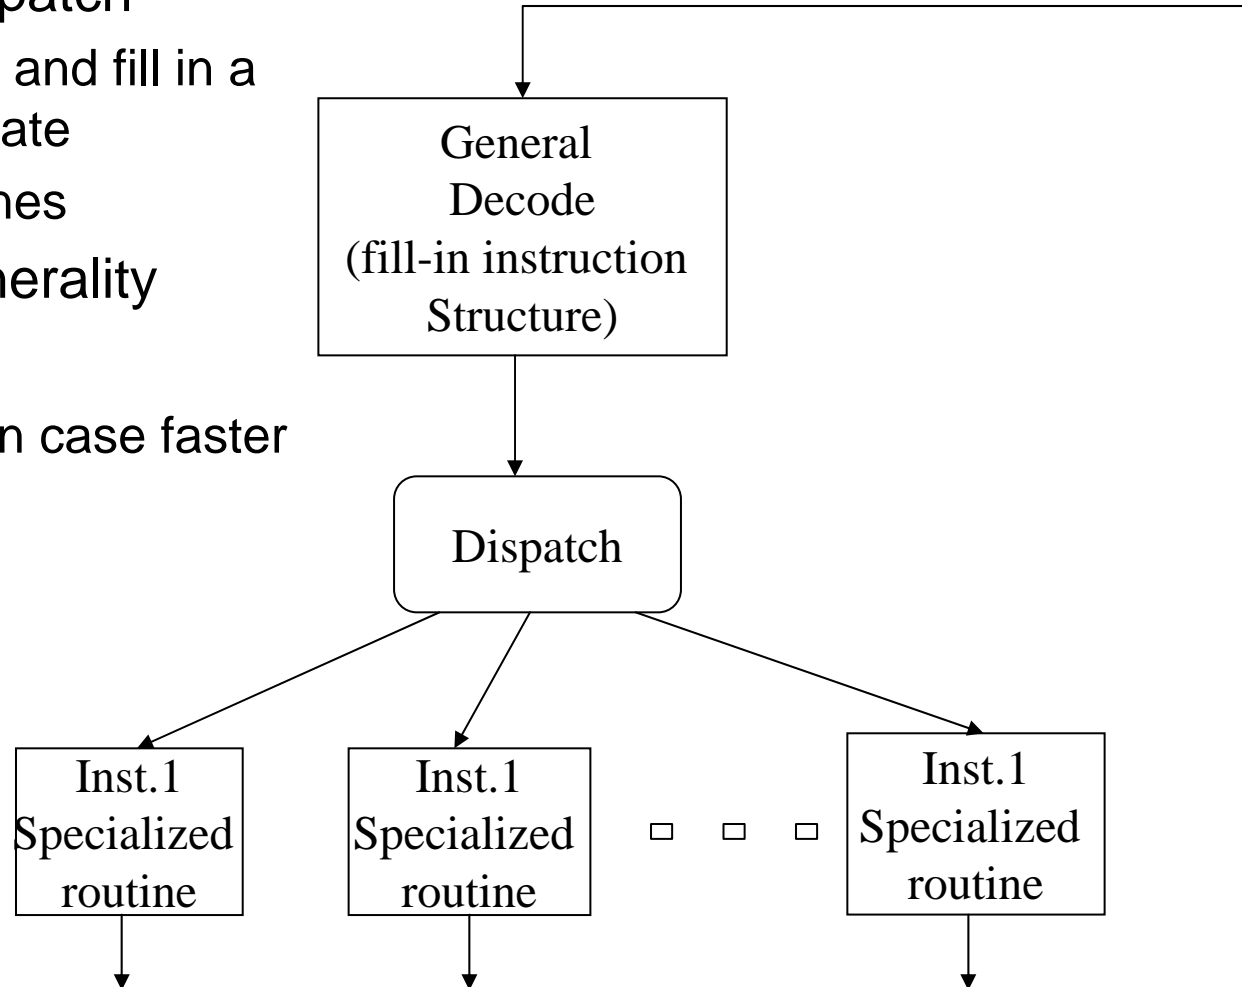 patch
and fill in a
ate
nes
nerality
n case faster
General
Decode
(fill-in instruction
Structure)
Dispatch
Inst.1
Specialized
routine
Inst.1
Specialized
routine
Inst.1
Specialized
routine